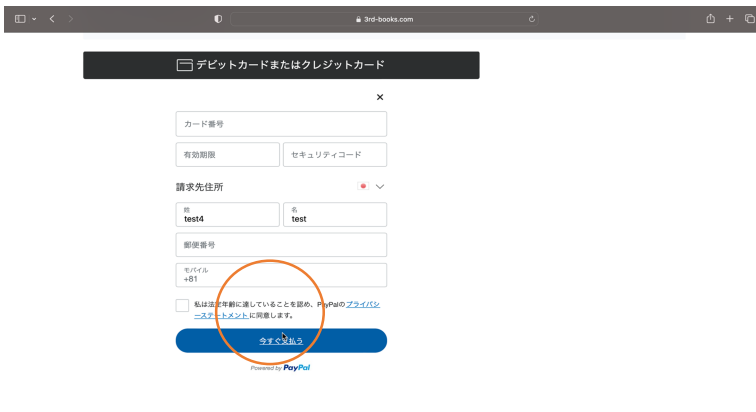 3rd-books.com
デビットカードまたはクレジットカード
カード番号
有効期限
セキュリティコード
請求先住所
姓
test4
名
test
郵便番号
モバイル
+81
私は法定年齢に達していることを認め、PayPalのプライバシ
ーステートメントに同意します。
今すぐ支払う
Powered by PayPal